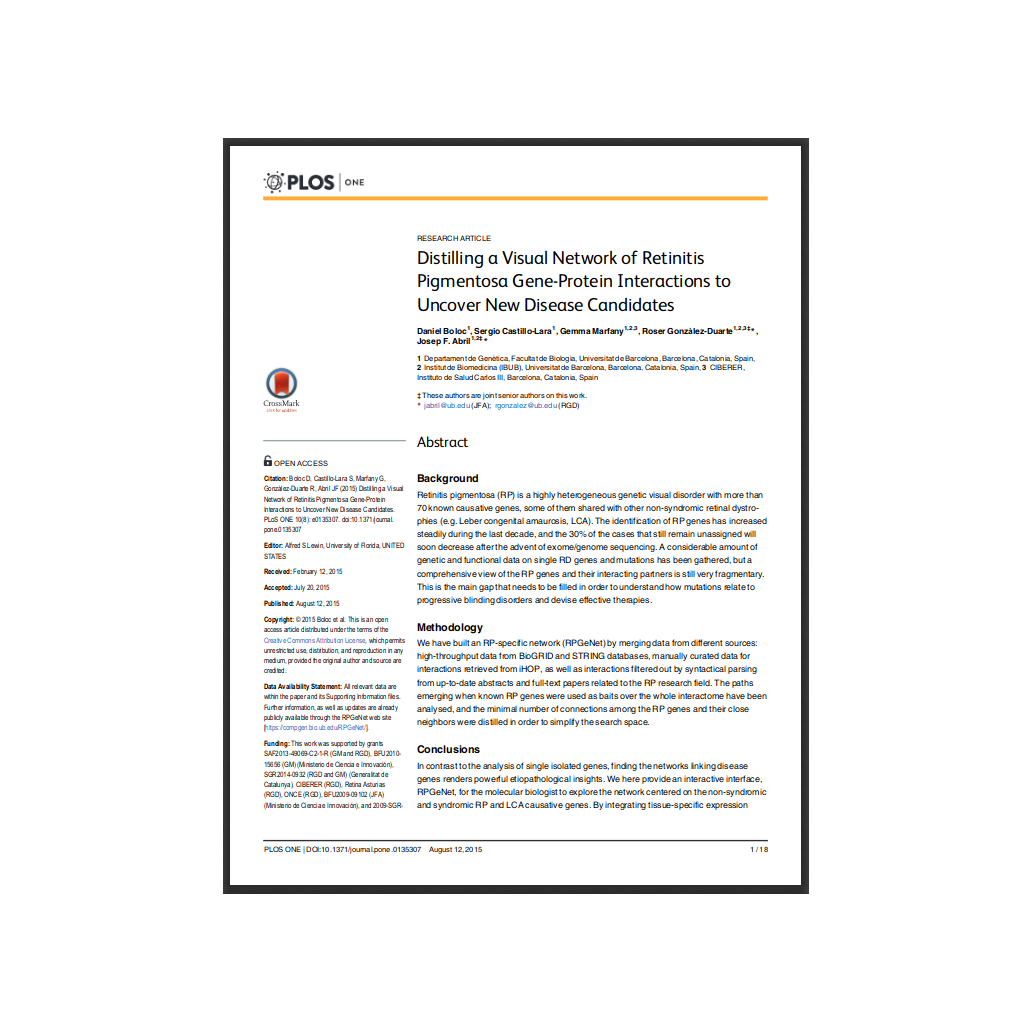 PLOS | ONE
RESEARCH ARTICLE
Distilling a Visual Network of Retinitis
Pigmentosa Gene-Protein Interactions to
Uncover New Disease Candidates
Daniel Boloc1, Sergio Castillo-Lara1, Gemma Marfany1,2,3, Roser Gonzàlez-Duarte1,2,3‡*,
Josep F. Abril1,2‡*
1 Departament de Genètica, Facultat de Biologia, Universitat de Barcelona, Barcelona, Catalonia, Spain,
2 Institut de Biomedicina (IBUB), Universitat de Barcelona, Barcelona, Catalonia, Spain, 3 CIBERER,
Instituto de Salud Carlos III, Barcelona, Catalonia, Spain
‡ These authors are joint senior authors on this work.
* jabril@ub.edu (JFA); rgonzalez@ub.edu (RGD)
CrossMark
click for updates
OPEN ACCESS
Citation: Boloc D, Castillo-Lara S, Marfany G,
Gonzàlez-Duarte R, Abril JF (2015) Distilling a Visual
Network of Retinitis Pigmentosa Gene-Protein
Interactions to Uncover New Disease Candidates.
PLoS ONE 10(8): e0135307. doi:10.1371/journal.
pone.0135307
Editor: Alfred S Lewin, University of Florida, UNITED
STATES
Received: February 12, 2015
Accepted: July 20, 2015
Published: August 12, 2015
Copyright: © 2015 Boloc et al. This is an open
access article distributed under the terms of the
Creative Commons Attribution License, which permits
unrestricted use, distribution, and reproduction in any
medium, provided the original author and source are
credited.
Data Availability Statement: All relevant data are
within the paper and its Supporting Information files.
Further information, as well as updates are already
publicly available through the RPGeNet web site
[https://compgen.bio.ub.edu/RPGeNet/].
Funding: This work was supported by grants
SAF2013-49069-C2-1-R (GM and RGD), BFU2010-
15656 (GM) (Ministerio de Ciencia e Innovación),
SGR2014-0932 (RGD and GM) (Generalitat de
Catalunya), CIBERER (RGD), Retina Asturias
(RGD), ONCE (RGD), BFU2009-09102 (JFA)
(Ministerio de Ciencia e Innovación), and 2009-SGR-
Abstract
Background
Retinitis pigmentosa (RP) is a highly heterogeneous genetic visual disorder with more than
70 known causative genes, some of them shared with other non-syndromic retinal dystro-
phies (e.g. Leber congenital amaurosis, LCA). The identification of RP genes has increased
steadily during the last decade, and the 30% of the cases that still remain unassigned will
soon decrease after the advent of exome/genome sequencing. A considerable amount of
genetic and functional data on single RD genes and mutations has been gathered, but a
comprehensive view of the RP genes and their interacting partners is still very fragmentary.
This is the main gap that needs to be filled in order to understand how mutations relate to
progressive blinding disorders and devise effective therapies.
Methodology
We have built an RP-specific network (RPGeNet) by merging data from different sources:
high-throughput data from BioGRID and STRING databases, manually curated data for
interactions retrieved from iHOP, as well as interactions filtered out by syntactical parsing
from up-to-date abstracts and full-text papers related to the RP research field. The paths
emerging when known RP genes were used as baits over the whole interactome have been
analysed, and the minimal number of connections among the RP genes and their close
neighbors were distilled in order to simplify the search space.
Conclusions
In contrast to the analysis of single isolated genes, finding the networks linking disease
genes renders powerful etiopathological insights. We here provide an interactive interface,
RPGeNet, for the molecular biologist to explore the network centered on the non-syndromic
and syndromic RP and LCA causative genes. By integrating tissue-specific expression
PLOS ONE | DOI:10.1371/journal.pone.0135307 August 12, 2015
1 / 18